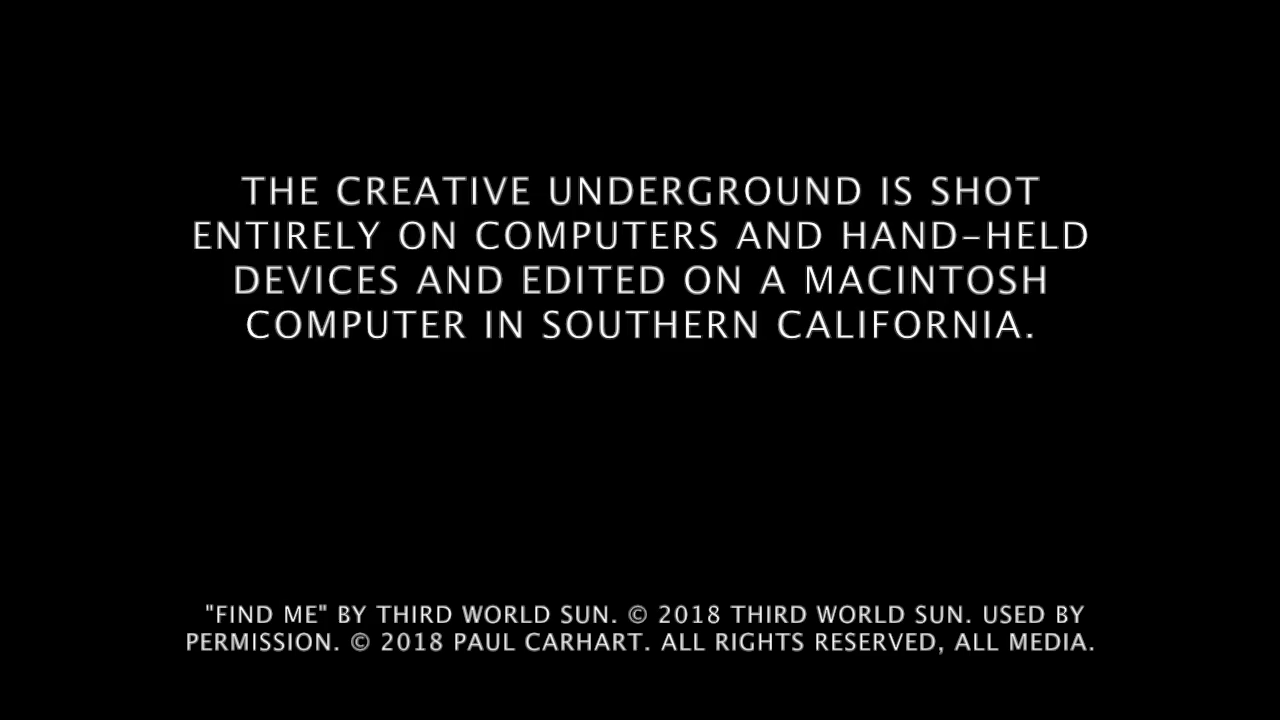 THE CREATIVE UNDERGROUND IS SHOT
ENTIRELY ON COMPUTERS AND HAND-HELD
DEVICES AND EDITED ON A MACINTOSH
COMPUTER IN SOUTHERN CALIFORNIA.
"FIND ME" BY THIRD WORLD SUN. © 2018 THIRD WORLD SUN. USED BY
PERMISSION. © 2018 PAUL CARHART. ALL RIGHTS RESERVED, ALL MEDIA.